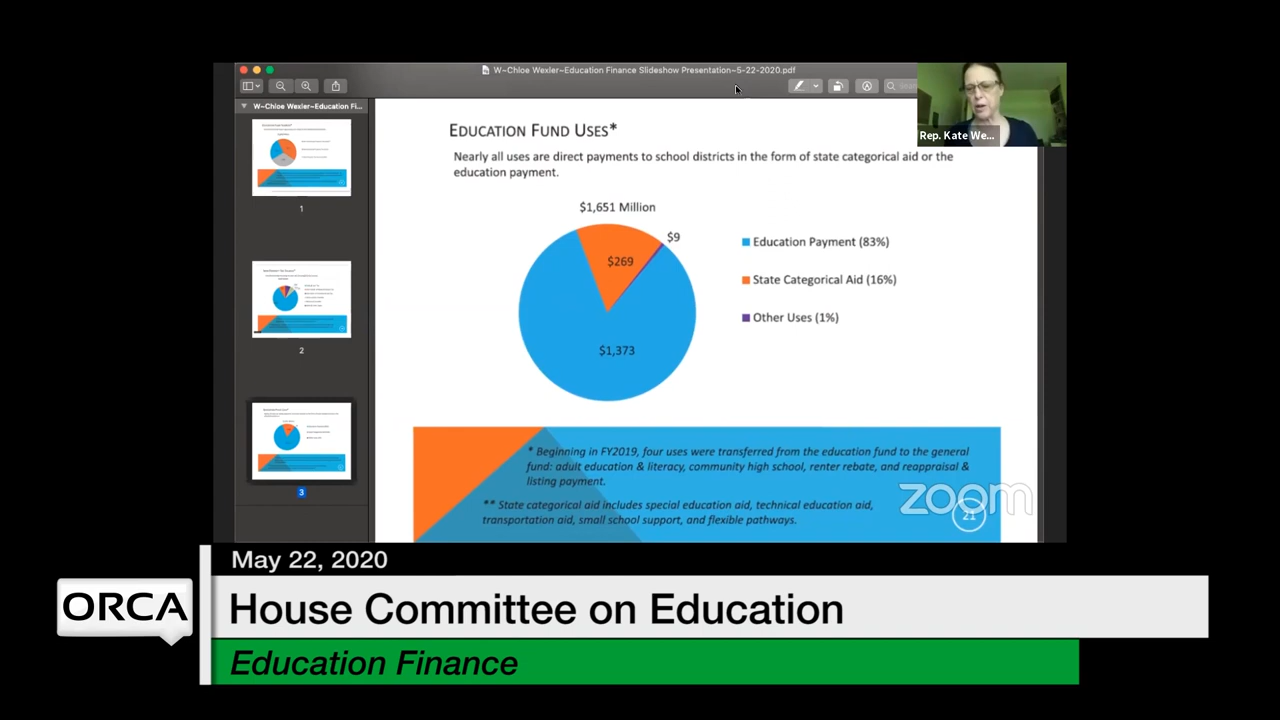 W~Chloe Wexler~Education Finance Slideshow Presentation~5-22-2020.pdf
W~Chloe Wexler~Education Fi...
1
2
3
Rep. Kate We...
EDUCATION FUND USES*
Nearly all uses are direct payments to school districts in the form of state categorical aid or the
education payment.
$1,651 Million
$9
$269
$1,373
Education Payment (83%)
State Categorical Aid (16%)
Other Uses (1%)
* Beginning in FY2019, four uses were transferred from the education fund to the general
fund: adult education & literacy, community high school, renter rebate, and reappraisal &
listing payment.
** State categorical aid includes special education aid, technical education aid,
transportation aid, small school support, and flexible pathways.
zoom
21
May 22, 2020
ORCA
House Committee on Education
Education Finance